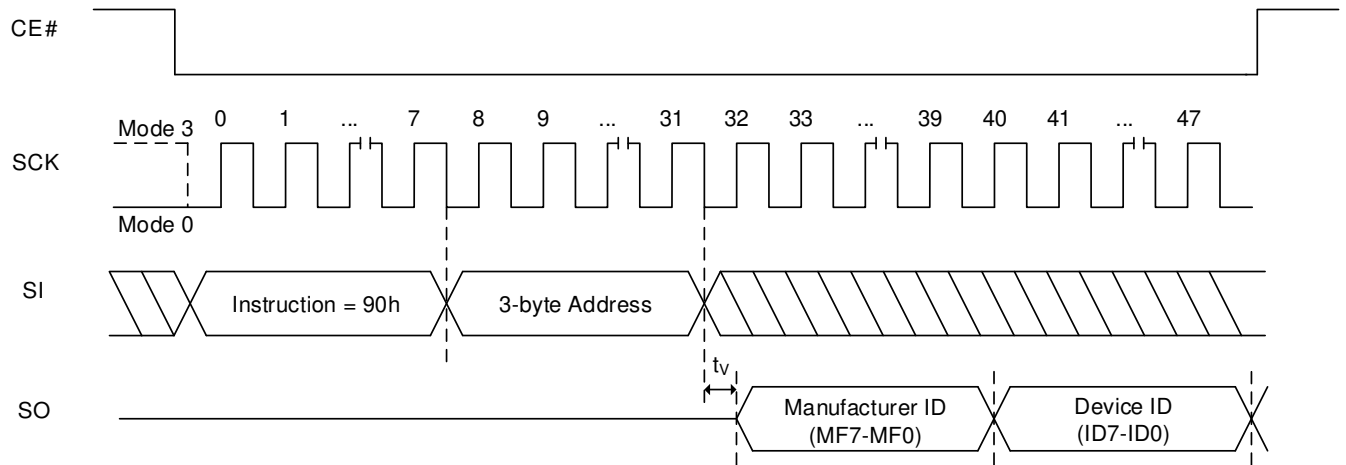 CE#
0 1 ... 7 8 9 ... 31 32 33 ... 39 40 41 ... 47
Mode 3
SCK
Mode 0
SI
Instruction = 90h
3-byte Address
tV
SO
Manufacturer ID
(MF7-MF0)
Device ID
(ID7-ID0)